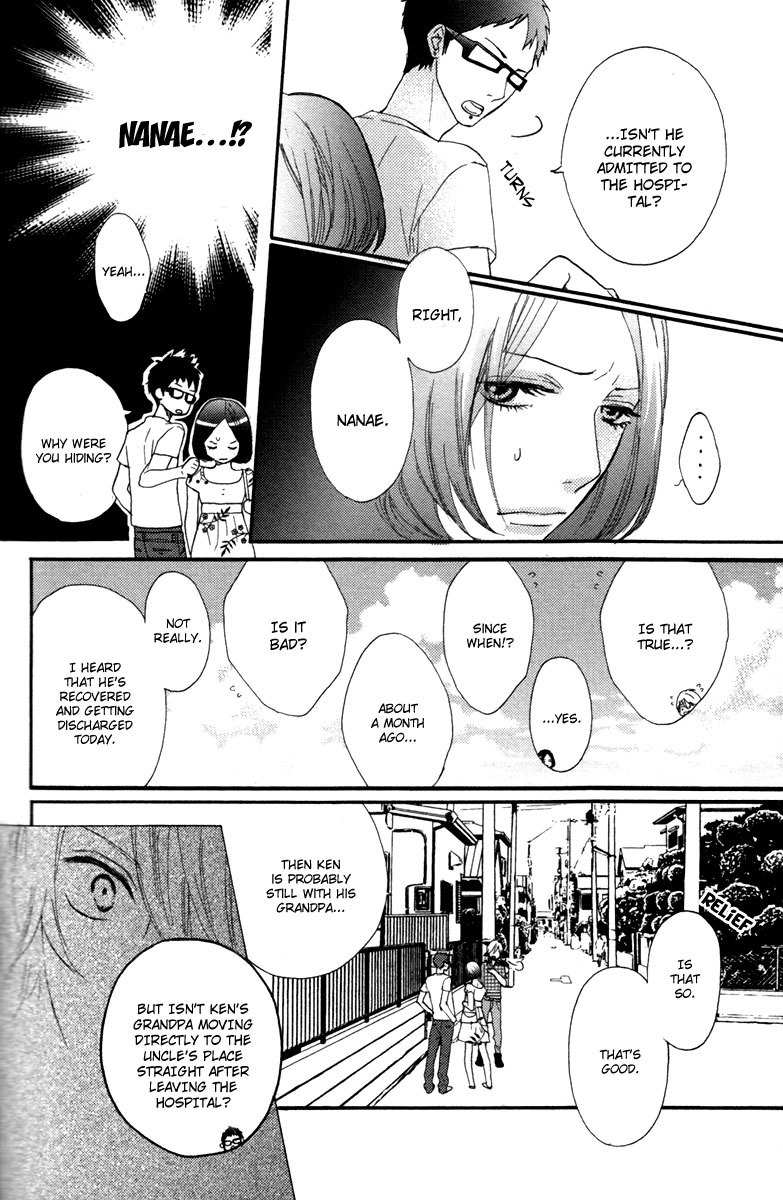 ...ISN'T HE
CURRENTLY
ADMITTED TO
THE HOSPI-
TAL?
TURNS
RIGHT,
NANAE.
....
NANAE...!?
YEAH...
WHY WERE
YOU HIDING?
IS THAT
TRUE...?
...YES.
SINCE
WHEN!?
ABOUT
A MONTH
AGO...
IS IT
BAD?
NOT
REALLY.
I HEARD
THAT HE'S
RECOVERED
AND GETTING
DISCHARGED
TODAY.
RELIEF
IS THAT
SO.
THAT'S
GOOD.
THEN KEN
IS PROBABLY
STILL WITH HIS
GRANDPA...
BUT ISN'T KEN'S
GRANDPA MOVING
DIRECTLY TO THE
UNCLE'S PLACE
STRAIGHT AFTER
LEAVING THE
HOSPITAL?